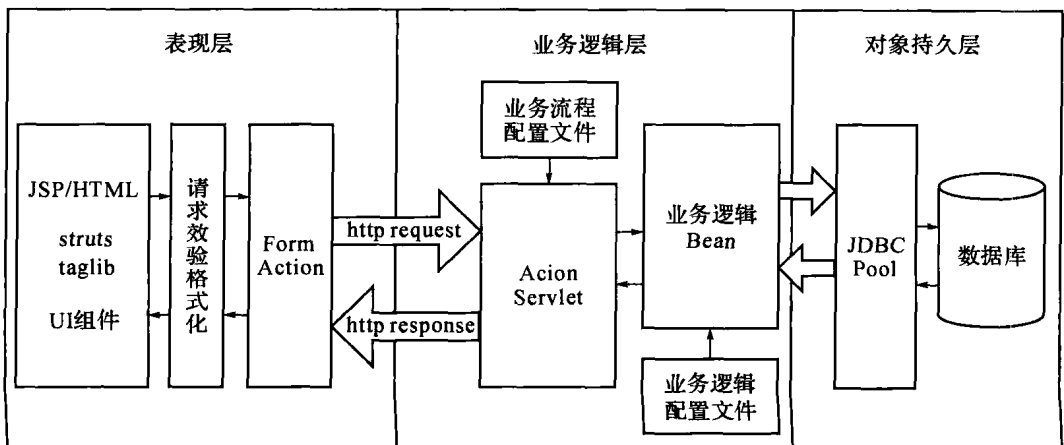 表现层
业务逻辑层
对象持久层
JSP/HTML
struts
taglib
UI组件
请求效验格式化
Form
Action
http request
http response
业务流程
配置文件
Acion
Servlet
业务逻辑
Bean
业务逻辑
配置文件
JDBC
Pool
数据库